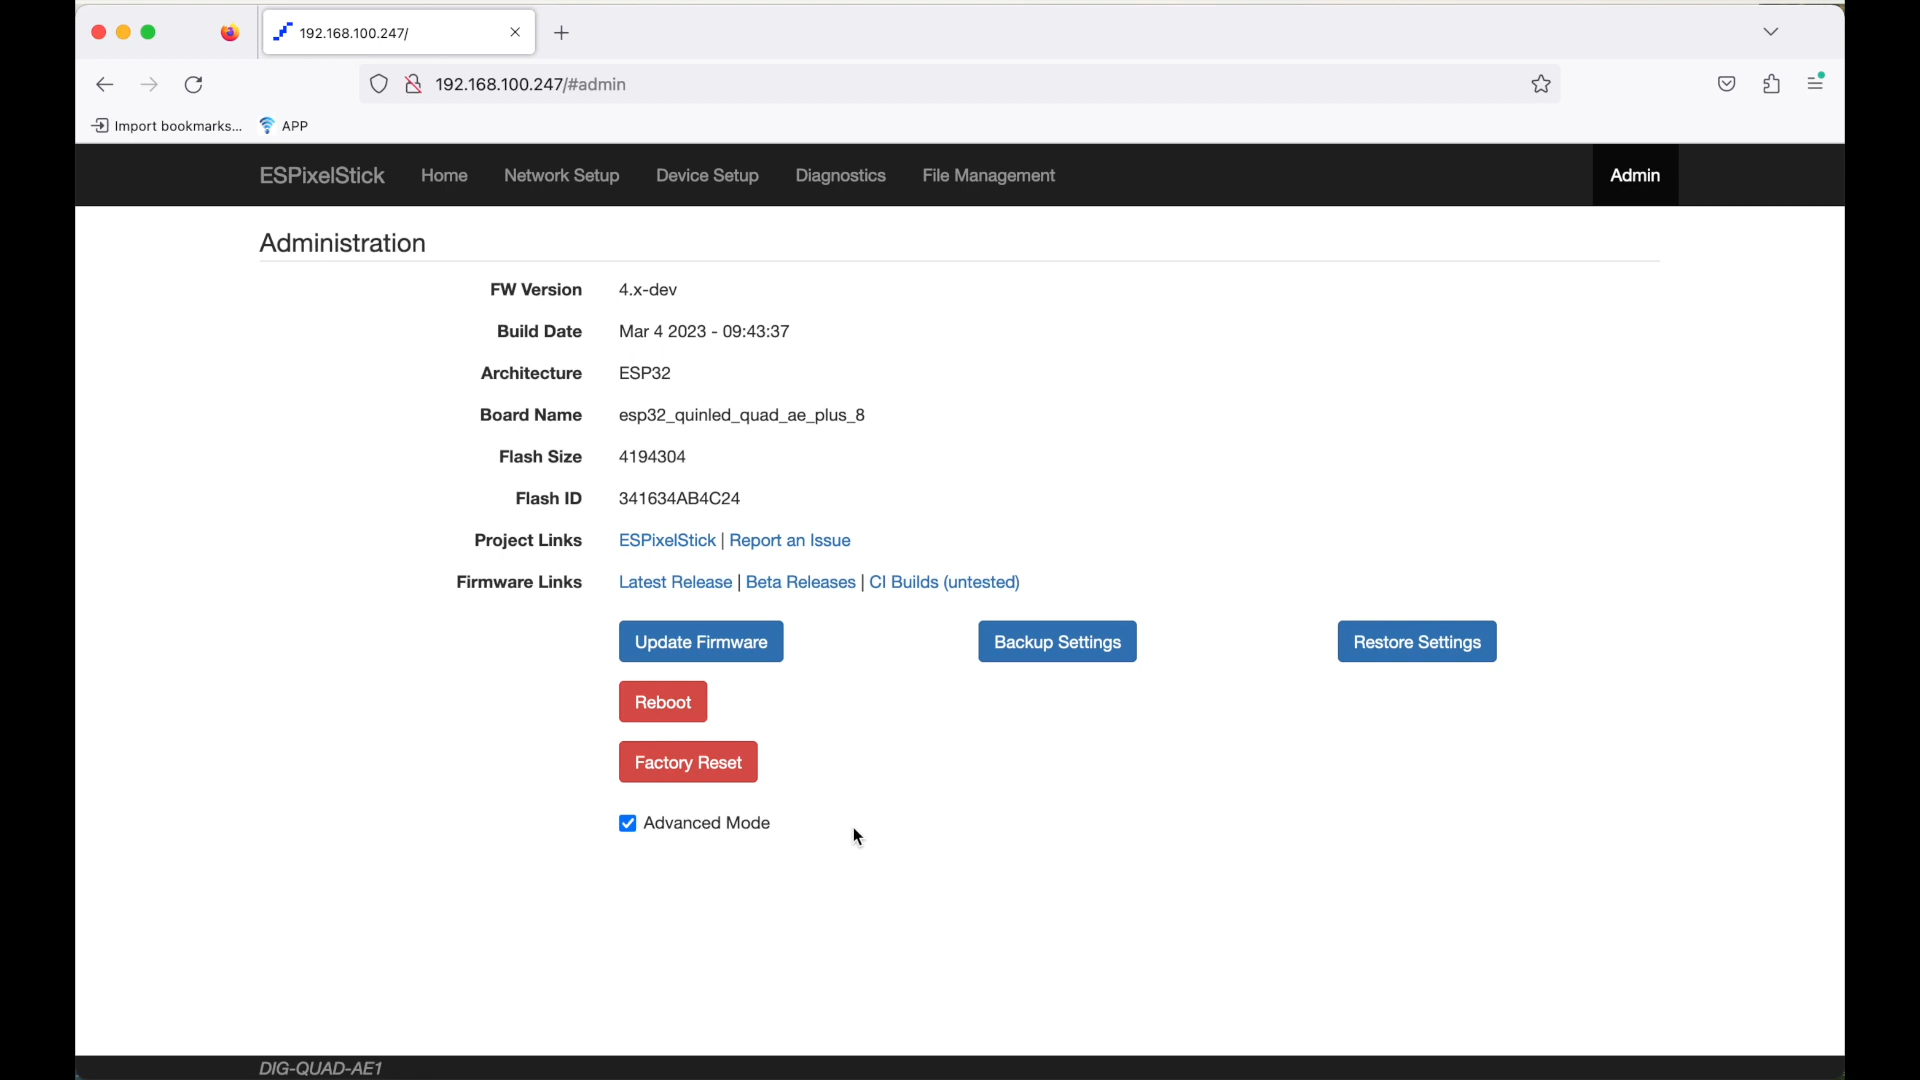 192.168.100.247/
192.168.100.247/#admin
Import bookmarks... APP
ESPixelStick Home Network Setup Device Setup Diagnostics File Management Admin
Administration
FW Version 4.x-dev
Build Date Mar 4 2023 - 09:43:37
Architecture ESP32
Board Name esp32_quinled_quad_ae_plus_8
Flash Size 4194304
Flash ID 341634AB4C24
Project Links ESPixelStick | Report an Issue
Firmware Links Latest Release | Beta Releases | CI Builds (untested)
Update Firmware Backup Settings Restore Settings
Reboot
Factory Reset
Advanced Mode
DIG-QUAD-AE1